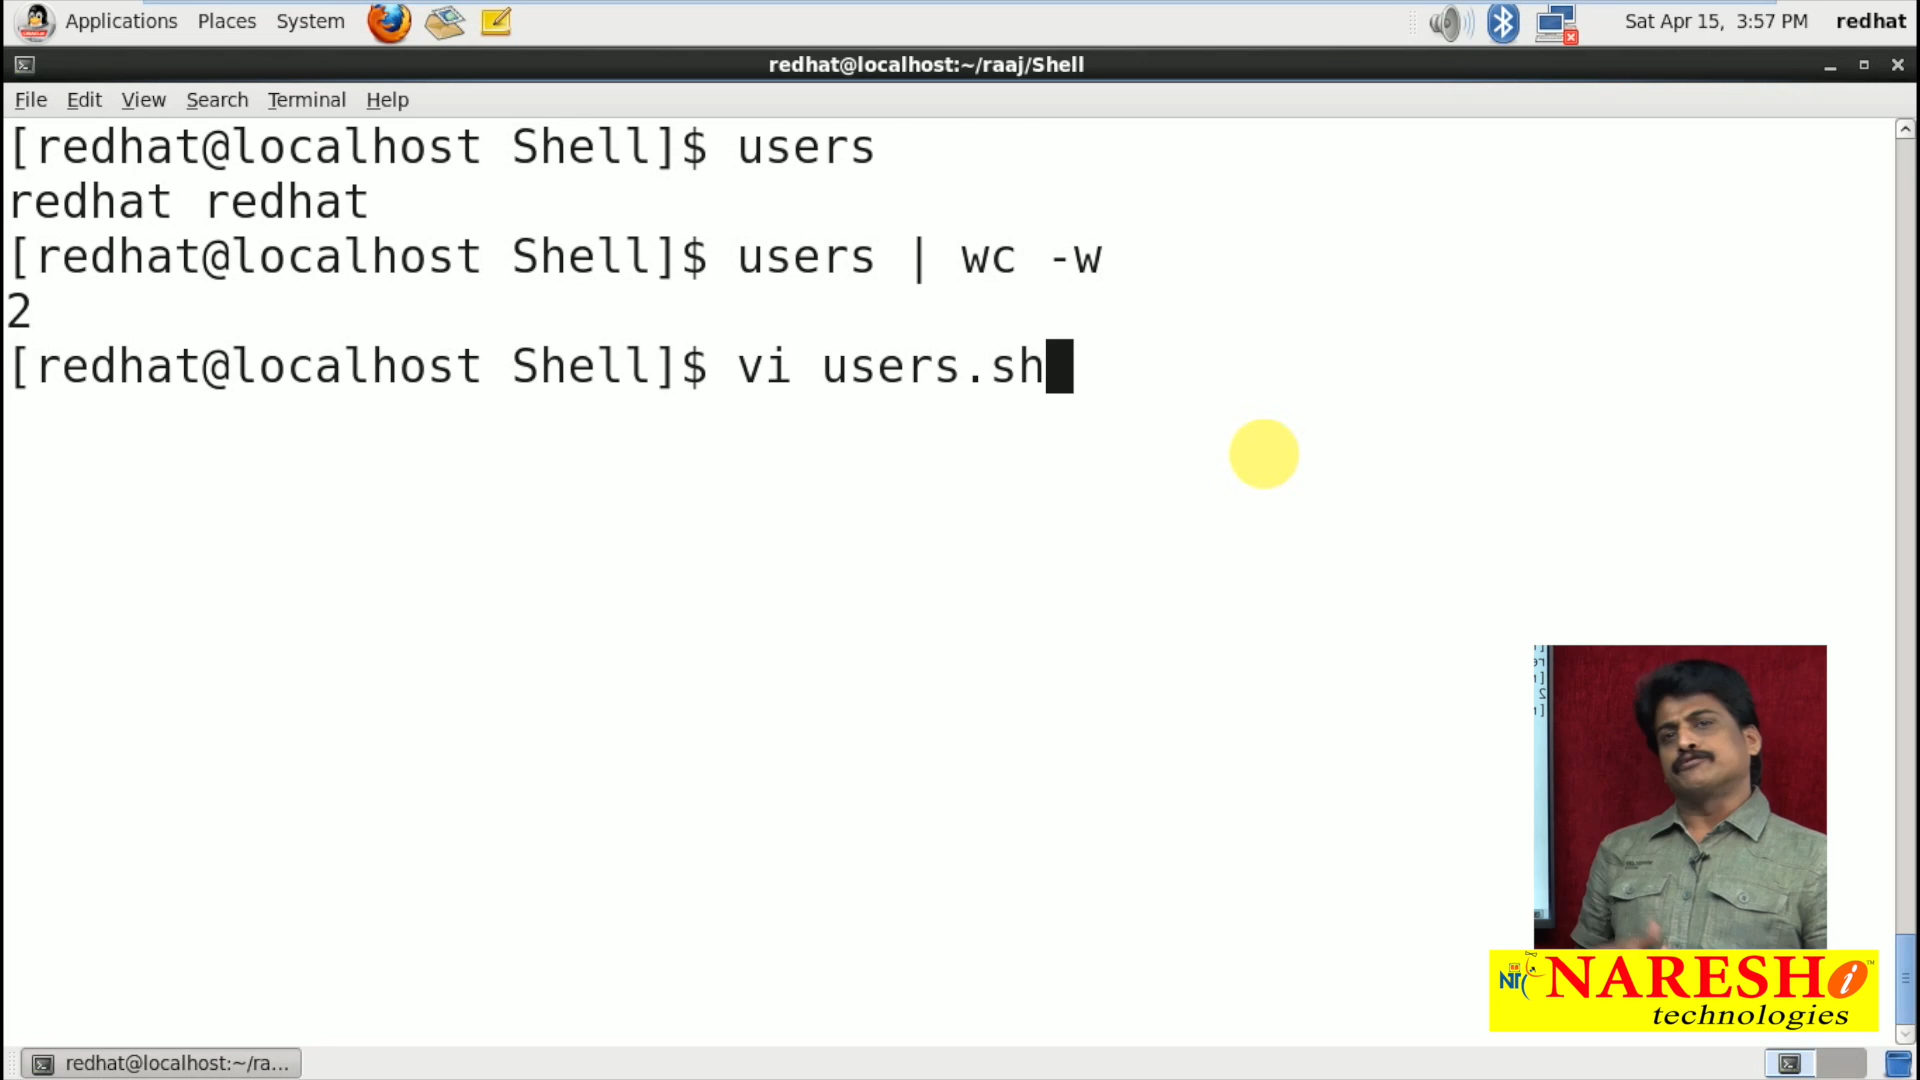 Applications Places System Sat Apr 15, 3:57 PM redhat
redhat@localhost:~/raaj/Shell
File Edit View Search Terminal Help
[redhat@localhost Shell]$ users
redhat redhat
[redhat@localhost Shell]$ users | wc -w
2
[redhat@localhost Shell]$ vi users.sh
NARESH i
technologies
redhat@localhost:~/ra...